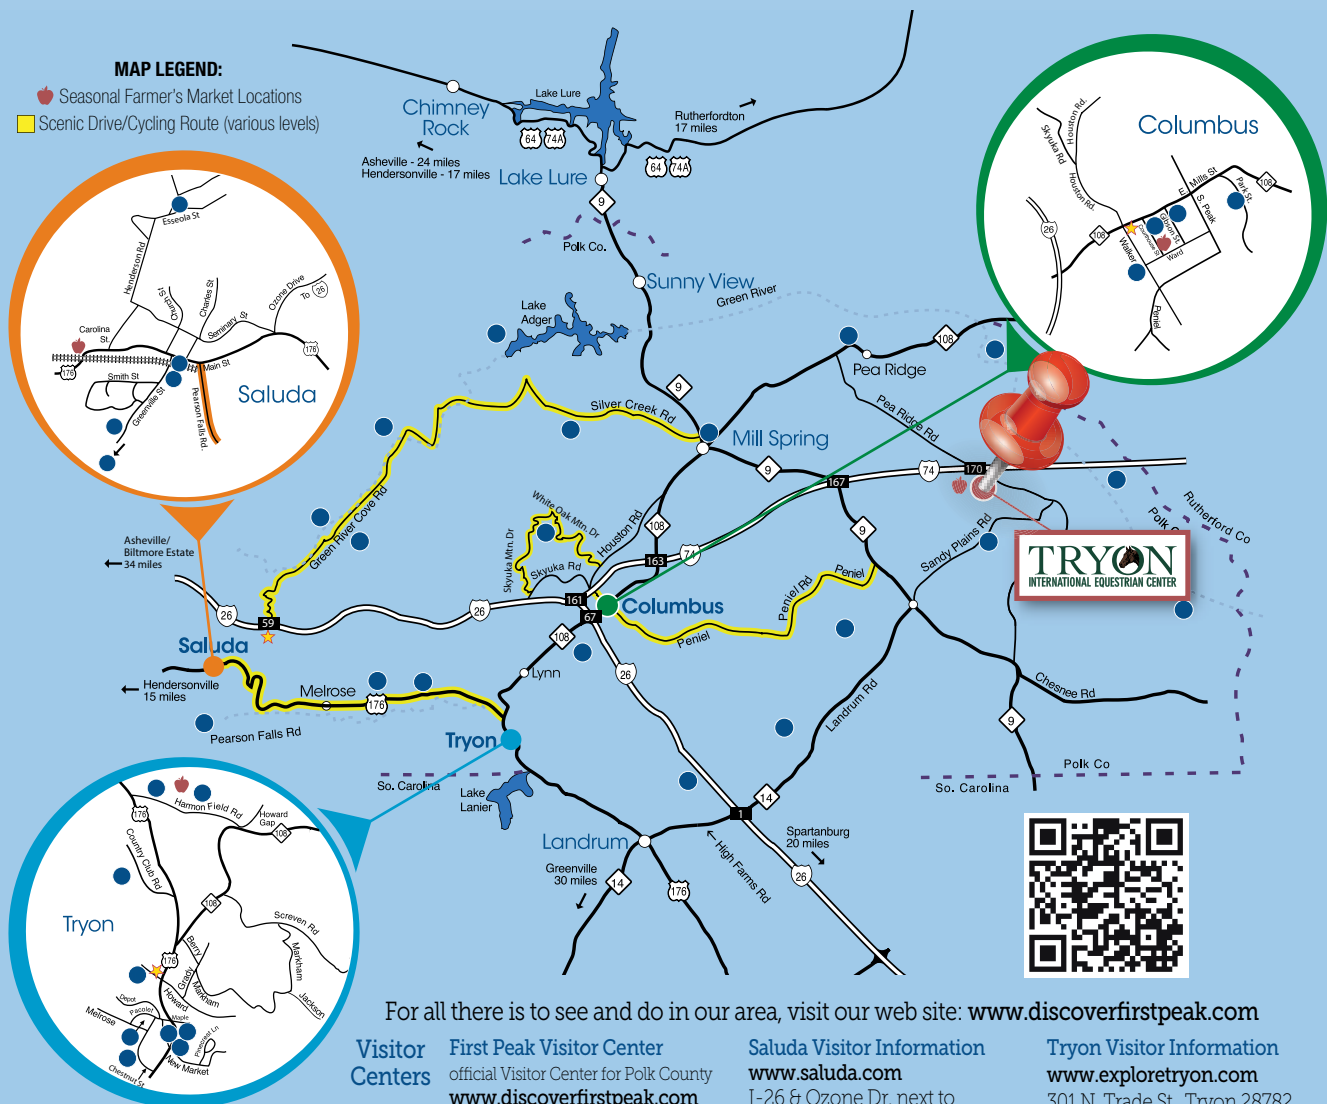 MAP LEGEND:
Seasonal Farmer's Market Locations
Scenic Drive/Cycling Route (various levels)
Chimney
Rock
Lake Lure
64
74A
Rutherfordton
17 miles
64
74A
Asheville - 24 miles
Hendersonville - 17 miles
Lake Lure
9
Polk Co.
Sunny View
Green River
Lake
Adger
9
Pea Ridge
108
Pea Ridge Rd
Silver Creek Rd
Mill Spring
9
74
170
167
9
Green River Cove Rd
White Oak Mtn. Dr
Skyuka Mtn. Dr
Skyuka Rd
Houston Rd
108
163
74
Sandy Plains Rd
Rutherford Co
TRYON
INTERNATIONAL EQUESTRIAN CENTER
Asheville/
Biltmore Estate
34 miles
26
59
26
161
67
Columbus
Peniel Rd
Peniel
Peniel
108
26
Saluda
Hendersonville
15 miles
Melrose
176
Lynn
Pearson Falls Rd
Tryon
Landrum Rd
Chesnee Rd
9
Polk Co
So. Carolina
So. Carolina
Lake
Lanier
14
1
Landrum
Greenville
30 miles
14
176
High Farms Rd
Spartanburg
20 miles
26
Esseola St
Henderson Rd
Church St
Charles St
Ozone Drive
To 26
Seminary St
Carolina
St.
176
176
Main St
Smith St
Greenville St
Pearson Falls Rd.
Saluda
Columbus
Houston Rd.
Skyuka Rd
Houston Rd.
26
108
E. Mills St
108
Park St.
S. Peak
Gibson St.
Courthouse St
Ward
Walker
Peniel
176
Harmon Field Rd
Howard
Gap
108
Country Club Rd
108
Screven Rd
Tryon
176
Berry
Grady
Markham
Markham
Jackson
Howard
Depot
Pacolet
Melrose
Maple
Pinecrest Ln
New Market
Chestnut St
For all there is to see and do in our area, visit our web site: www.discoverfirstpeak.com
Visitor
Centers
First Peak Visitor Center
official Visitor Center for Polk County
www.discoverfirstpeak.com
Saluda Visitor Information
www.saluda.com
I-26 & Ozone Dr. next to
Tryon Visitor Information
www.exploretryon.com
301 N. Trade St., Tryon 28782